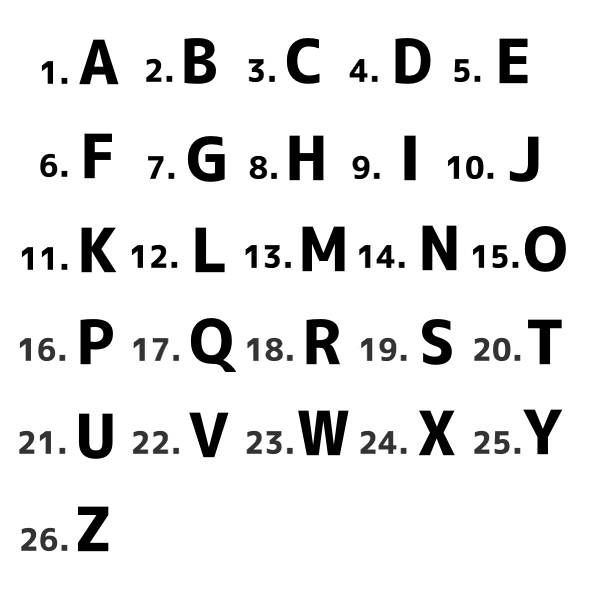 1. A 2. B 3. C 4. D 5. E
6. F 7. G 8. H 9. I 10. J
11. K 12. L 13. M 14. N 15. O
16. P 17. Q 18. R 19. S 20. T
21. U 22. V 23. W 24. X 25. Y
26. Z